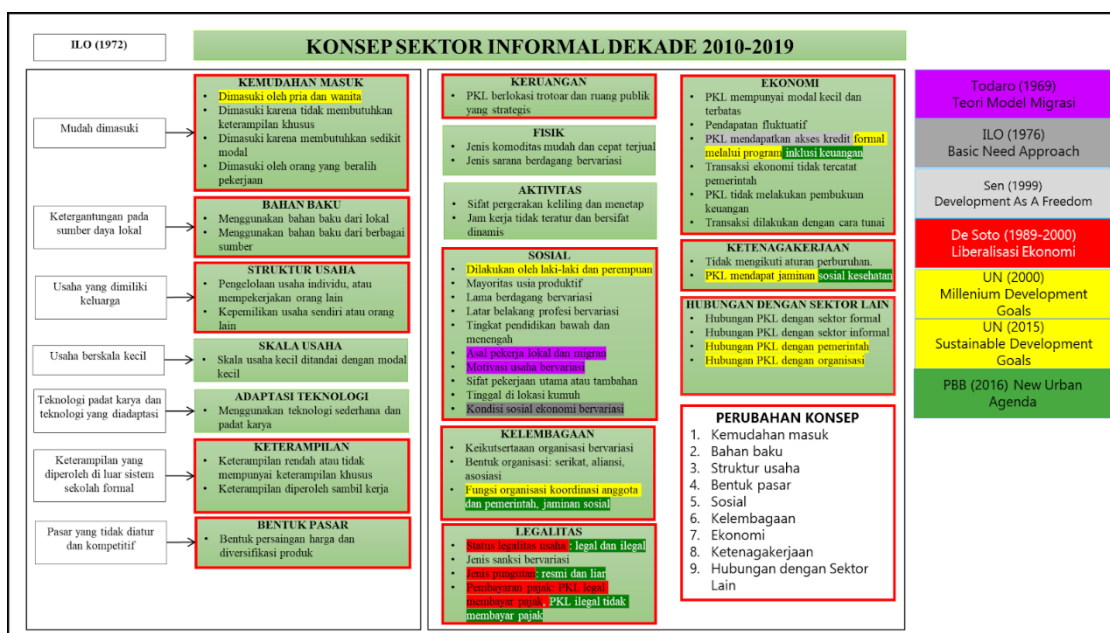 ILO (1972)
KONSEP SEKTOR INFORMAL DEKADE 2010-2019
Mudah dimasuki
Ketergantungan pada
sumber daya lokal
Usaha yang dimiliki
keluarga
Usaha berskala kecil
Teknologi padat karya dan
teknologi yang diadaptasi
Keterampilan yang
diperoleh di luar sistem
sekolah formal
Pasar yang tidak diatur
dan kompetitif
KEMUDAHAN MASUK
• Dimasuki oleh pria dan wanita
• Dimasuki karena tidak membutuhkan
keterampilan khusus
• Dimasuki karena membutuhkan sedikit
modal
• Dimasuki oleh orang yang beralih
pekerjaan
BAHAN BAKU
• Menggunakan bahan baku dari lokal
• Menggunakan bahan baku dari berbagai
sumber
STRUKTUR USAHA
• Pengelolaan usaha individu, atau
mempekerjakan orang lain
• Kepemilikan usaha sendiri atau orang
lain
SKALA USAHA
• Skala usaha kecil ditandai dengan modal
kecil
ADAPTASI TEKNOLOGI
• Menggunakan teknologi sederhana dan
padat karya
KETERAMPILAN
• Keterampilan rendah atau tidak
mempunyai keterampilan khusus
• Keterampilan diperoleh sambil kerja
BENTUK PASAR
• Bentuk persaingan harga dan
diversifikasi produk
KERUANGAN
• PKL berlokasi trotoar dan ruang publik
yang strategis
FISIK
• Jenis komoditas mudah dan cepat terjual
• Jenis sarana berdagang bervariasi
AKTIVITAS
• Sifat pergerakan keliling dan menetap
• Jam kerja tidak teratur dan bersifat
dinamis
SOSIAL
• Dilakukan oleh laki-laki dan perempuan
• Mayoritas usia produktif
• Lama berdagang bervariasi
• Latar belakang profesi bervariasi
• Tingkat pendidikan bawah dan
menengah
• Asal pekerja lokal dan migran
• Motivasi usaha bervariasi
• Sifat pekerjaan utama atau tambahan
• Tinggal di lokasi kumuh
• Kondisi sosial ekonomi bervariasi
KELEMBAGAAN
• Keikutsertaaan organisasi bervariasi
• Bentuk organisasi: serikat, aliansi,
asosiasi
• Fungsi organisasi koordinasi anggota
dan pemerintah, jaminan sosial
LEGALITAS
• Status legalitas usaha : legal dan ilegal
• Jenis sanksi bervariasi
• Jenis pungutan: resmi dan liar
• Pembayaran pajak: PKL legal
membayar pajak, PKL ilegal tidak
membayar pajak
EKONOMI
• PKL mempunyai modal kecil dan
terbatas
• Pendapatan fluktuatif
• PKL mendapatkan akses kredit formal
melalui program inklusi keuangan
• Transaksi ekonomi tidak tercatat
pemerintah
• PKL tidak melakukan pembukuan
keuangan
• Transaksi dilakukan dengan cara tunai
KETENAGAKERJAAN
• Tidak mengikuti aturan perburuhan.
• PKL mendapat jaminan sosial kesehatan
HUBUNGAN DENGAN SEKTOR LAIN
• Hubungan PKL dengan sektor formal
• Hubungan PKL dengan sektor informal
• Hubungan PKL dengan pemerintah
• Hubungan PKL dengan organisasi
PERUBAHAN KONSEP
1. Kemudahan masuk
2. Bahan baku
3. Struktur usaha
4. Bentuk pasar
5. Sosial
6. Kelembagaan
7. Ekonomi
8. Ketenagakerjaan
9. Hubungan dengan Sektor
Lain
Todaro (1969)
Teori Model Migrasi
ILO (1976)
Basic Need Approach
Sen (1999)
Development As A Freedom
De Soto (1989-2000)
Liberalisasi Ekonomi
UN (2000)
Millenium Development
Goals
UN (2015)
Sustainable Development
Goals
PBB (2016) New Urban
Agenda